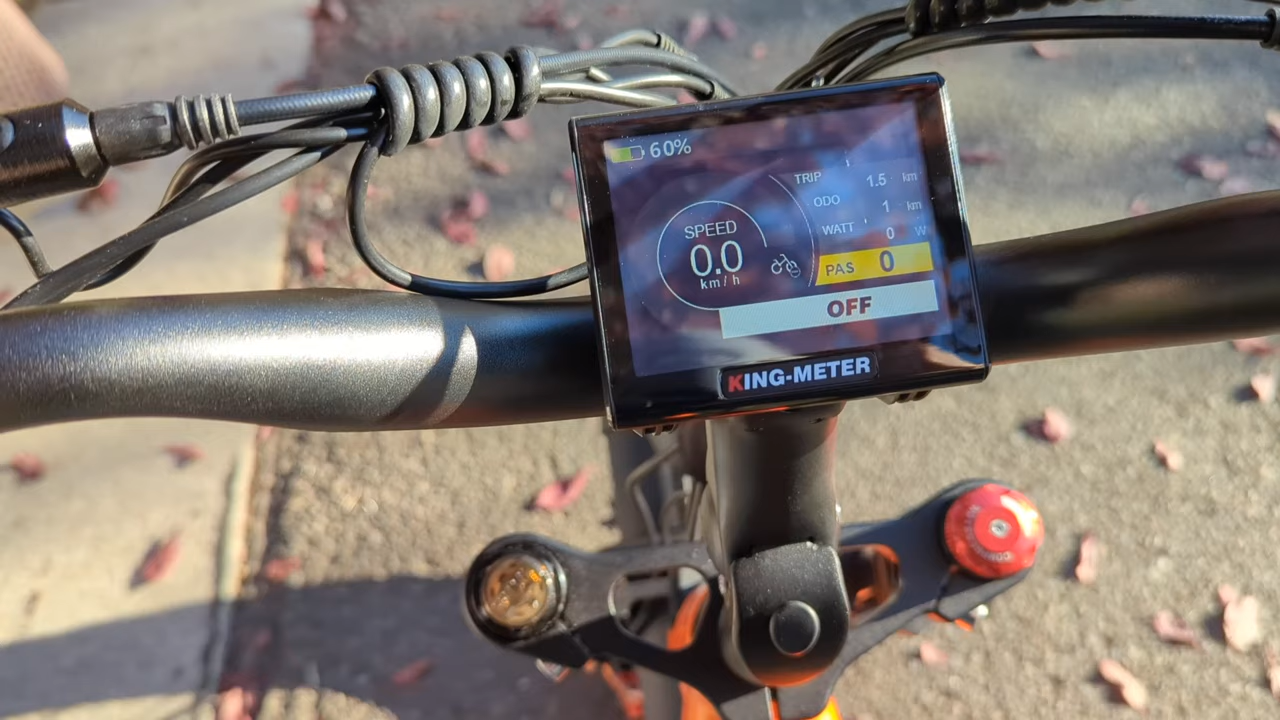 60%
SPEED
0.0
km/h
TRIP 1.5 km
ODO 1 km
WATT 0 W
PAS 0
OFF
KING-METER